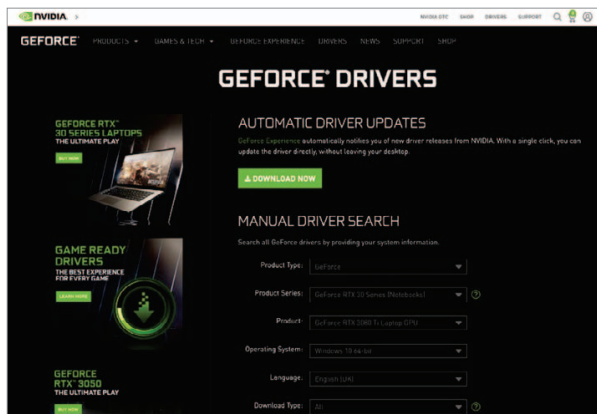 NVIDIA.
NVIDIA GTC SHOP DRIVERS SUPPORT
GEFORCE PRODUCTS GAMES & TECH GEFORCE EXPERIENCE DRIVERS NEWS SUPPORT SHOP
GEFORCE® DRIVERS
GEFORCE RTX™
30 SERIES LAPTOPS
THE ULTIMATE PLAY
BUY NOW
AUTOMATIC DRIVER UPDATES
GeForce Experience automatically notifies you of new driver releases from NVIDIA. With a single click, you can
update the driver directly, without leaving your desktop.
DOWNLOAD NOW
MANUAL DRIVER SEARCH
Search all GeForce drivers by providing your system information.
GAME READY
DRIVERS
THE BEST EXPERIENCE
FOR EVERY GAME
LEARN MORE
Product Type: GeForce
Product Series: GeForce RTX 30 Series (Notebooks)
Product: GeForce RTX 3080 Ti Laptop GPU
Operating System: Windows 10 64-bit
Language: English (UK)
Download Type: All
GEFORCE
RTX™ 3050
THE ULTIMATE PLAY
BUY NOW